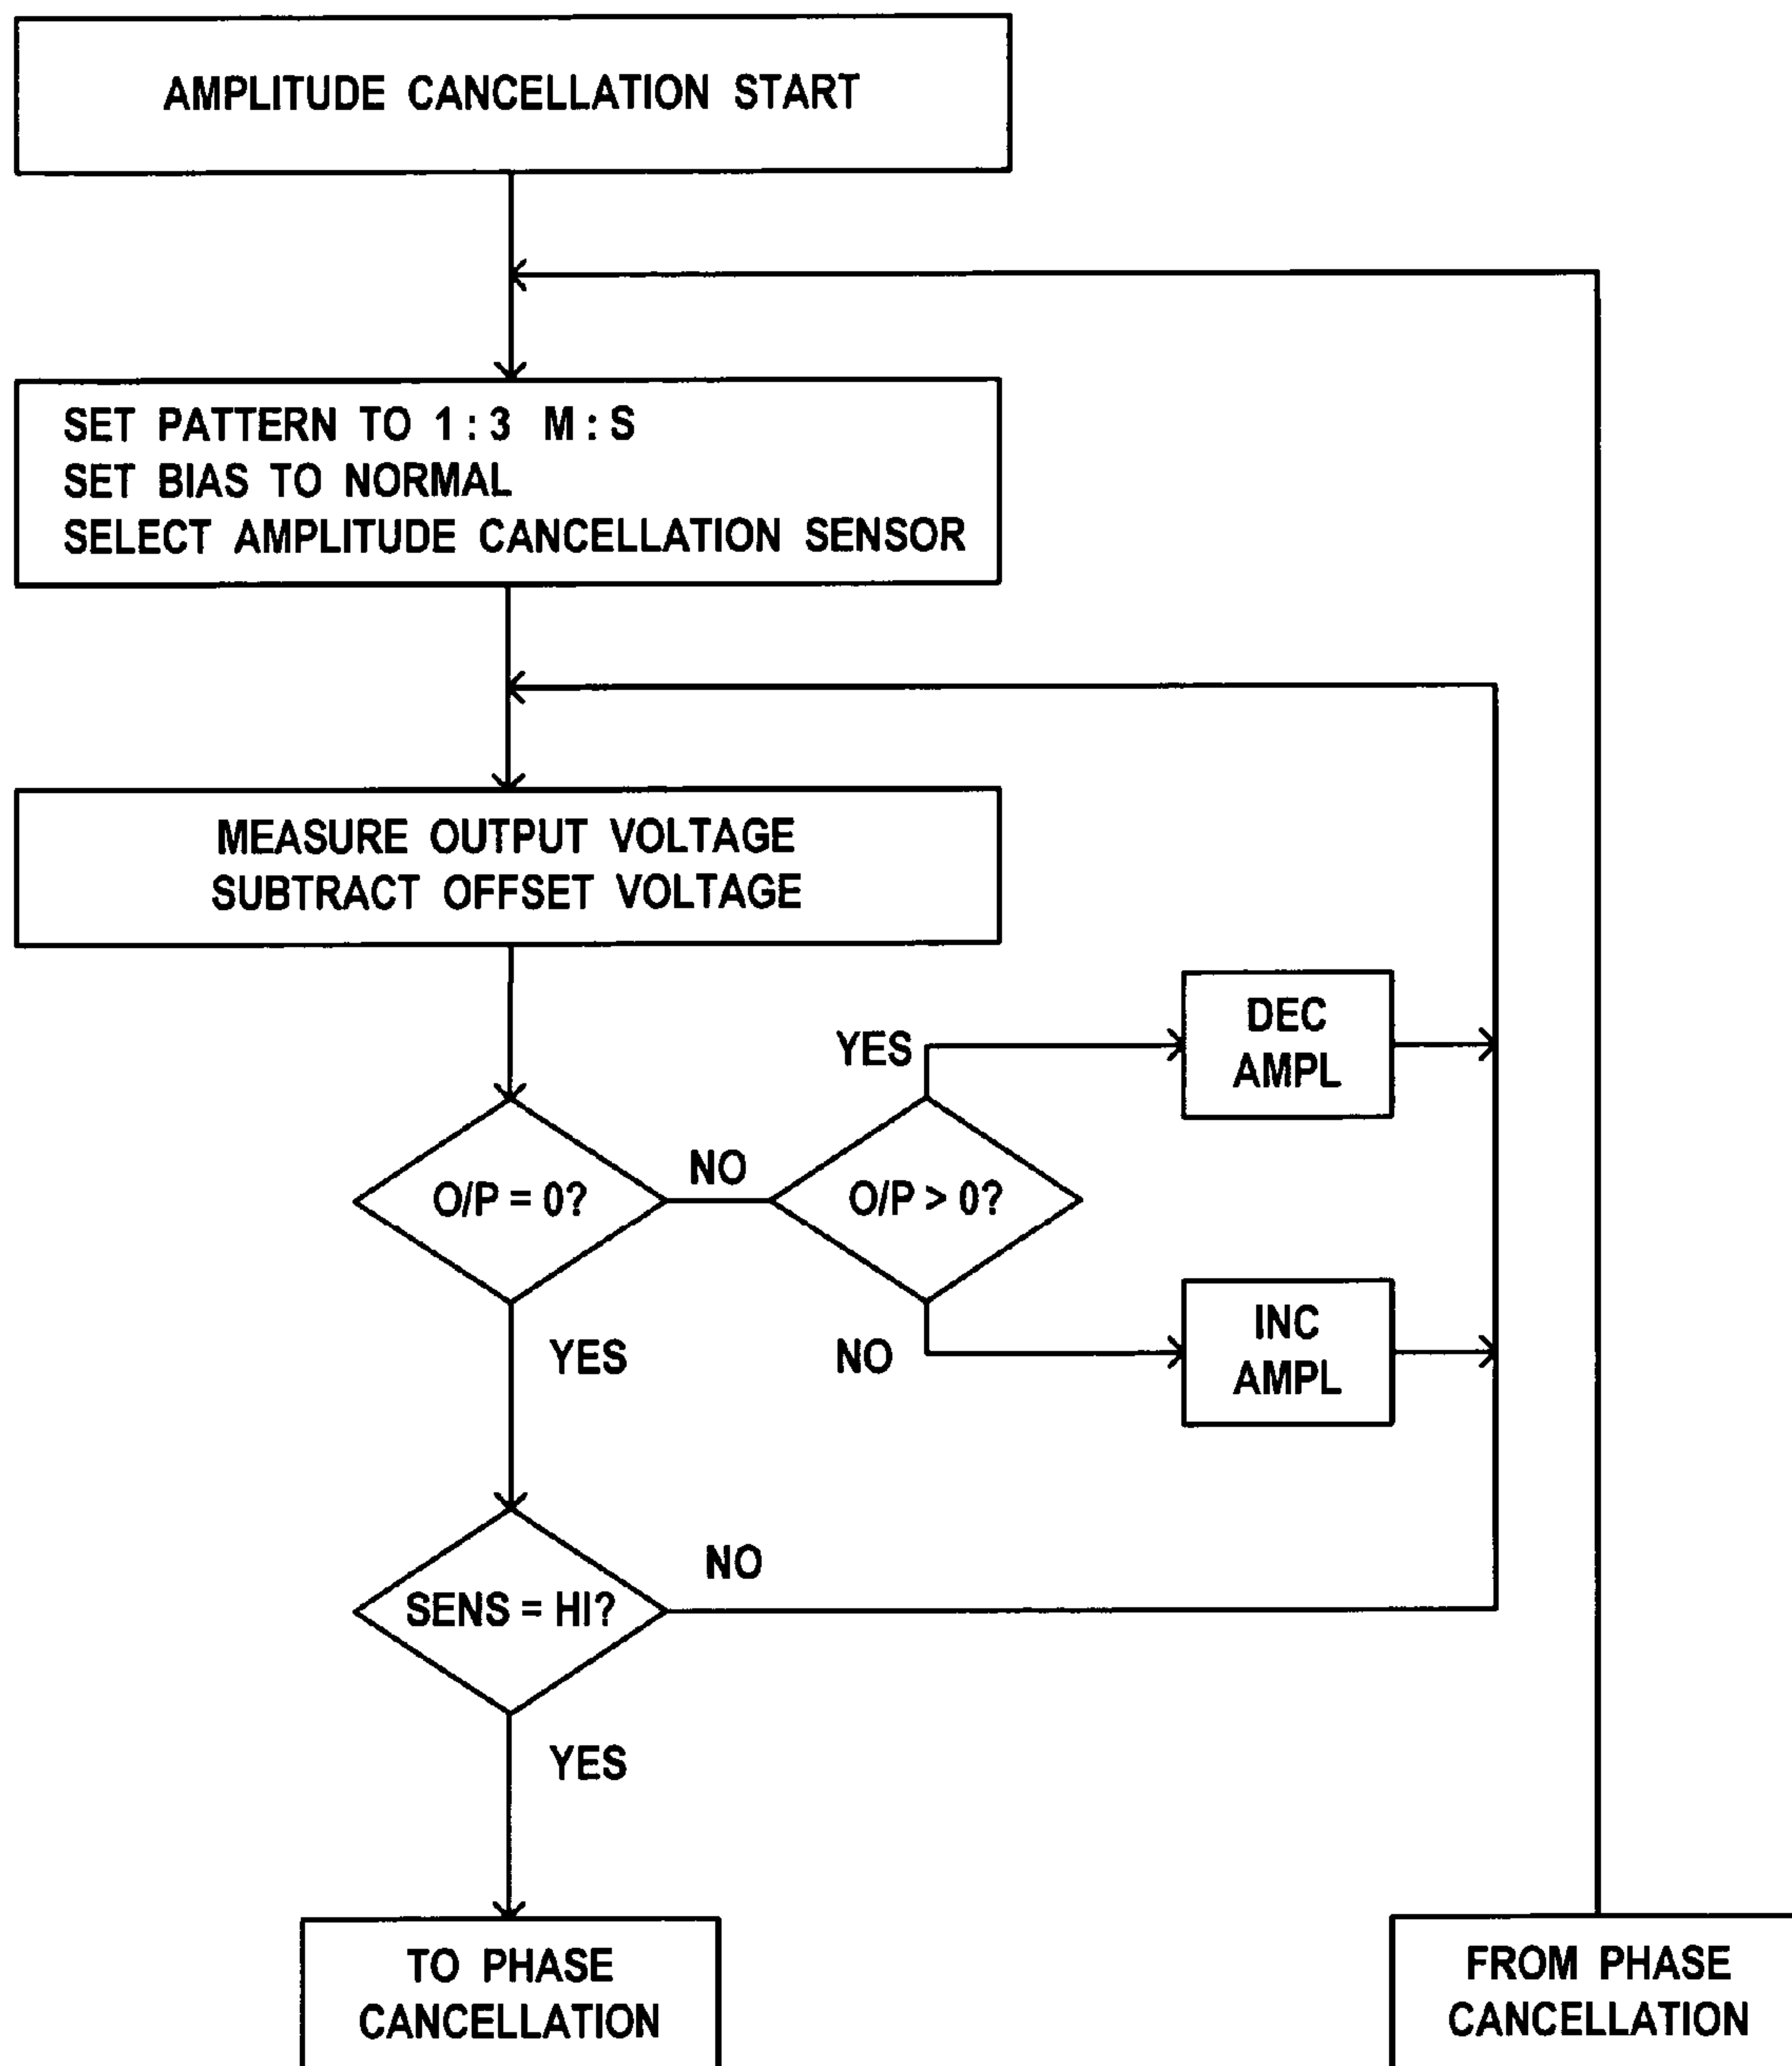 AMPLITUDE CANCELLATION START
SET PATTERN TO 1 : 3 M : S
SET BIAS TO NORMAL
SELECT AMPLITUDE CANCELLATION SENSOR
MEASURE OUTPUT VOLTAGE
SUBTRACT OFFSET VOLTAGE
DEC
AMPL
YES
NO
O/P = 0?
O/P > 0?
INC
AMPL
YES
NO
NO
SENS = HI?
YES
TO PHASE
CANCELLATION
FROM PHASE
CANCELLATION